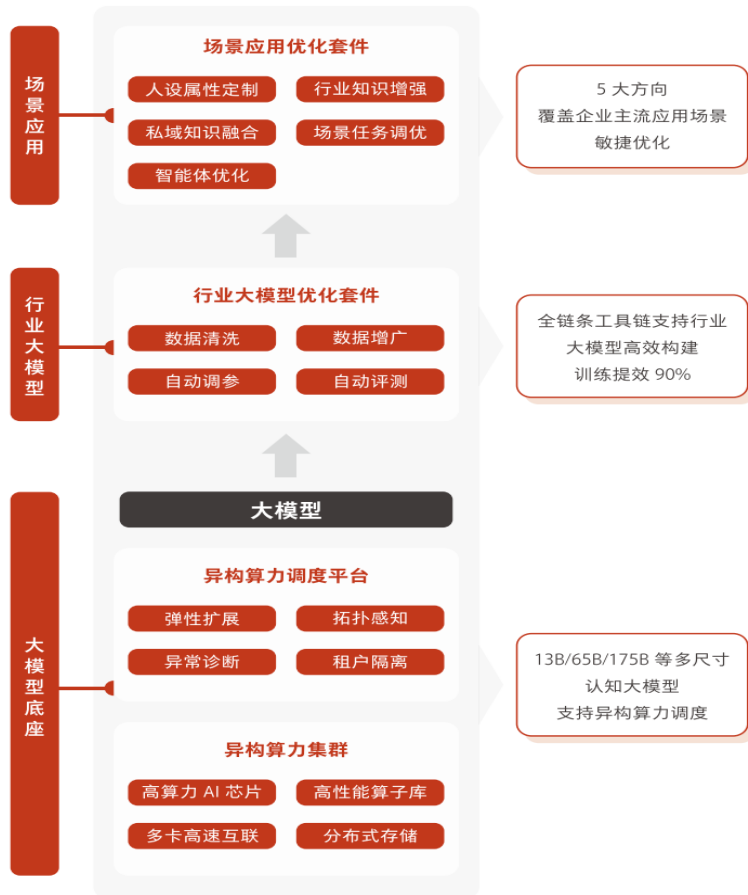 场景应用
场景应用优化套件
人设属性定制
行业知识增强
私域知识融合
场景任务调优
智能体优化
5 大方向
覆盖企业主流应用场景
敏捷优化
行业大模型
行业大模型优化套件
数据清洗
数据增广
自动调参
自动评测
全链条工具链支持行业
大模型高效构建
训练提效 90%
大模型底座
大模型
异构算力调度平台
弹性扩展
拓扑感知
异常诊断
租户隔离
异构算力集群
高算力 AI 芯片
高性能算子库
多卡高速互联
分布式存储
13B/65B/175B 等多尺寸
认知大模型
支持异构算力调度